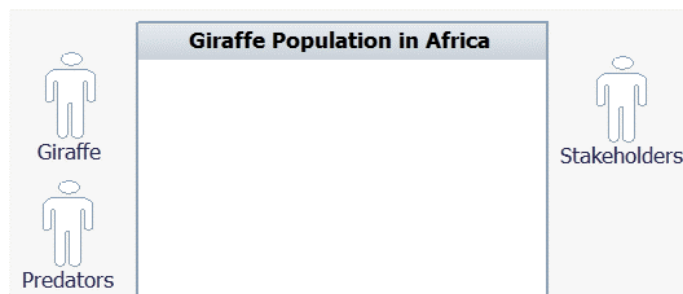 Giraffe Population in Africa
Giraffe
Stakeholders
Predators